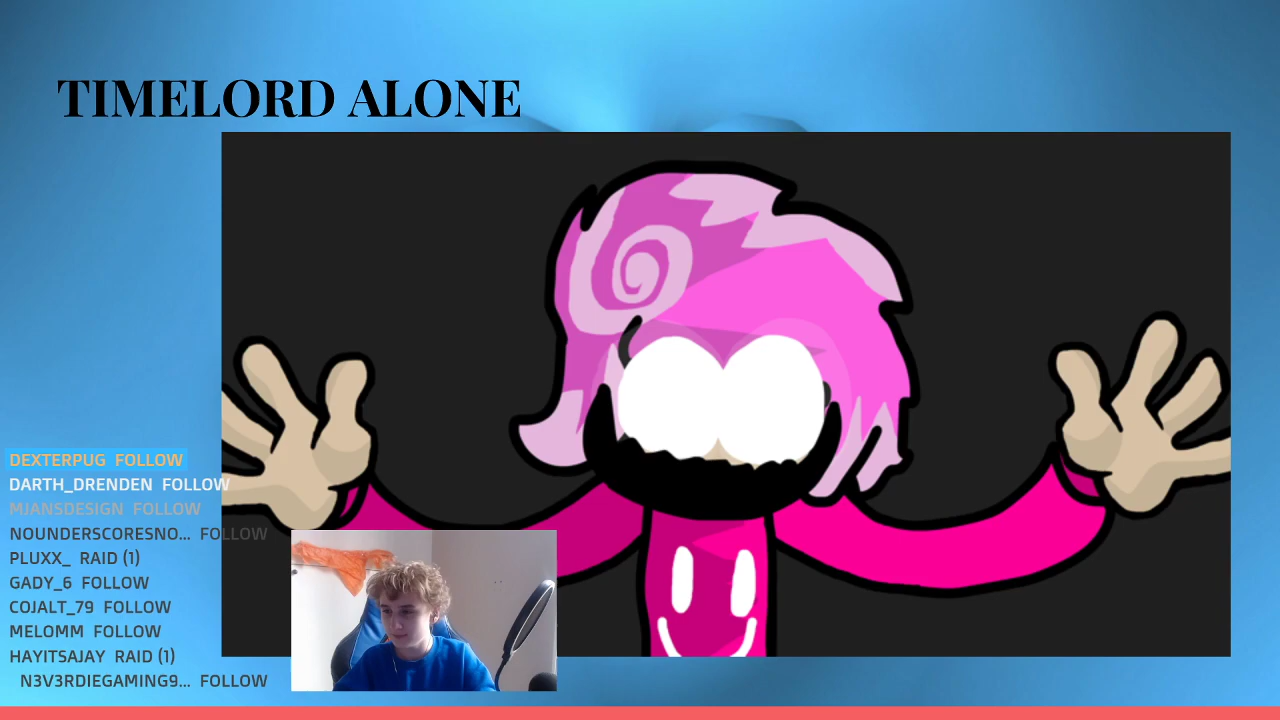 TIMELORD ALONE
DEXTERPUG FOLLOW
DARTH_DRENDEN FOLLOW
MJANSDESIGN FOLLOW
NOUNDERSCORESNO... FOLLOW
PLUXX_ RAID (1)
GADY_6 FOLLOW
COJALT_79 FOLLOW
MELOMM FOLLOW
HAYITSAJAY RAID (1)
N3V3RDIEGAMING9... FOLLOW